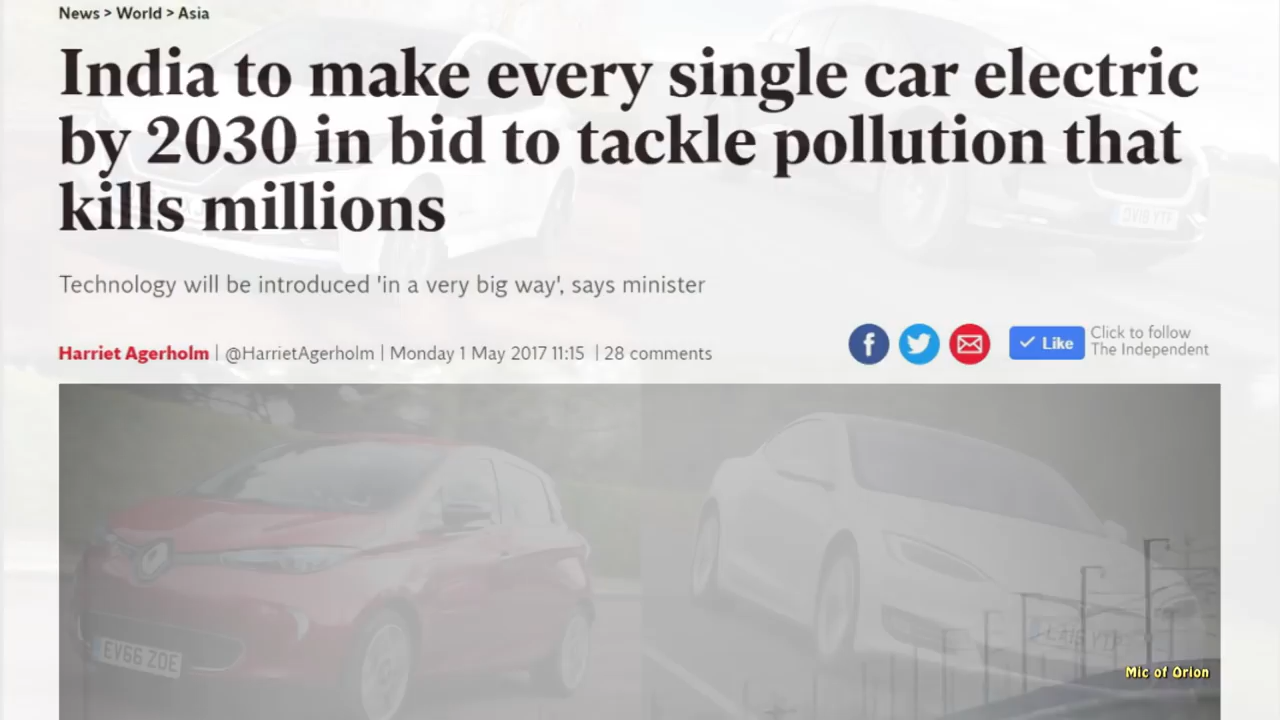 News > World > Asia
India to make every single car electric
by 2030 in bid to tackle pollution that
kills millions
Technology will be introduced 'in a very big way', says minister
Harriet Agerholm | @HarrietAgerholm | Monday 1 May 2017 11:15 | 28 comments
f
Like
Click to follow
The Independent
EV66 ZOE
Mic of Orion